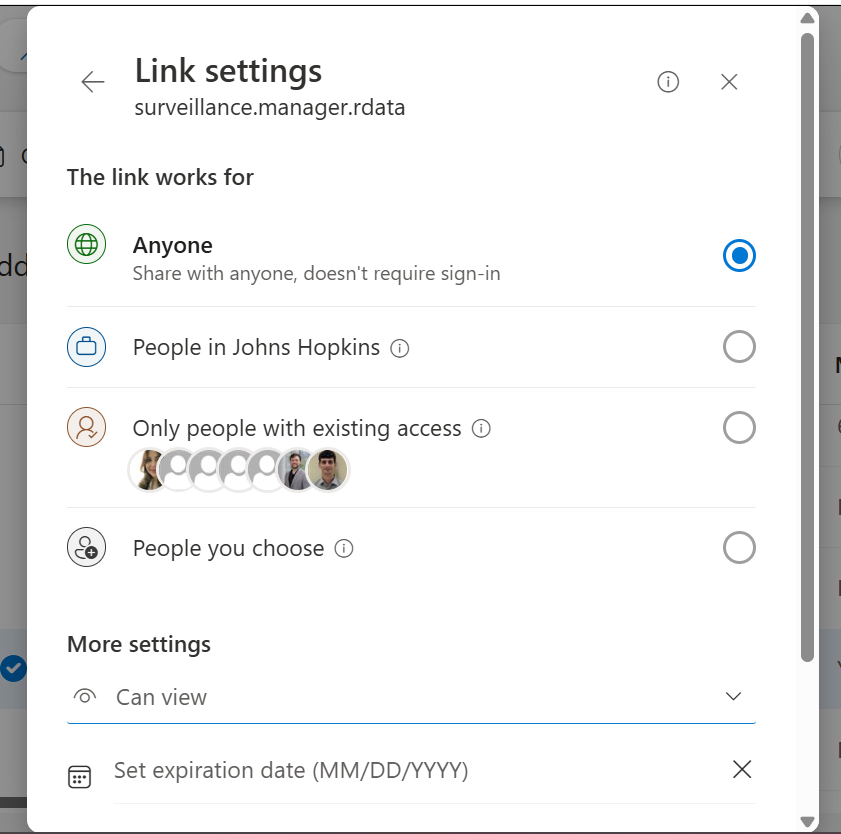 Link settings
surveillance.manager.rdata
The link works for
Anyone
Share with anyone, doesn't require sign-in
People in Johns Hopkins
Only people with existing access
People you choose
More settings
Can view
Set expiration date (MM/DD/YYYY)